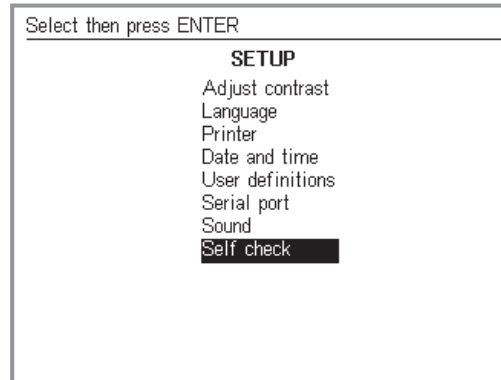 Select then press ENTER
SETUP
Adjust contrast
Language
Printer
Date and time
User definitions
Serial port
Sound
Self check